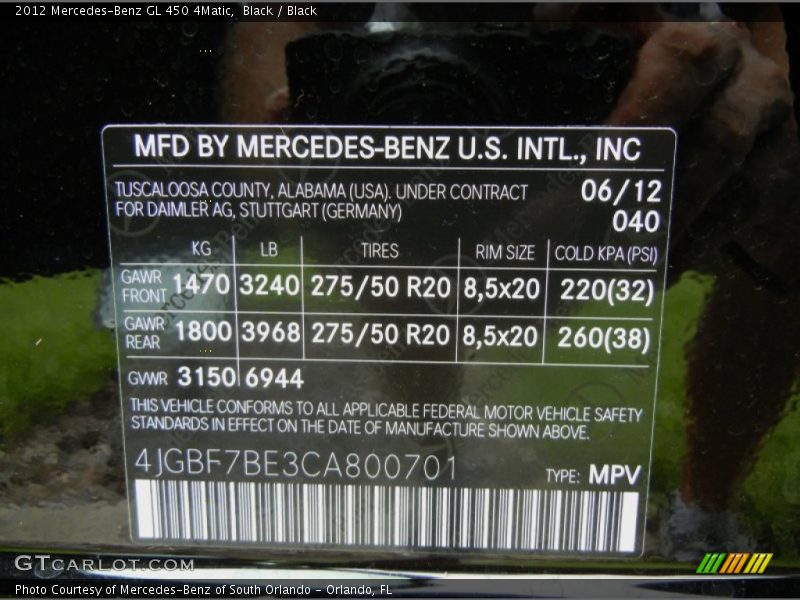 2012 Mercedes-Benz GL 450 4Matic, Black / Black
MFD BY MERCEDES-BENZ U.S. INTL., INC
TUSCALOOSA COUNTY, ALABAMA (USA). UNDER CONTRACT 06/12
FOR DAIMLER AG, STUTTGART (GERMANY) 040
KG LB TIRES RIM SIZE COLD KPA (PSI)
GAWR FRONT 1470 3240 275/50 R20 8,5x20 220(32)
GAWR REAR 1800 3968 275/50 R20 8,5x20 260(38)
GVWR 3150 6944
THIS VEHICLE CONFORMS TO ALL APPLICABLE FEDERAL MOTOR VEHICLE SAFETY
STANDARDS IN EFFECT ON THE DATE OF MANUFACTURE SHOWN ABOVE.
4JGBF7BE3CA800701 TYPE: MPV
GTCARLOT.COM
Photo Courtesy of Mercedes-Benz of South Orlando - Orlando, FL